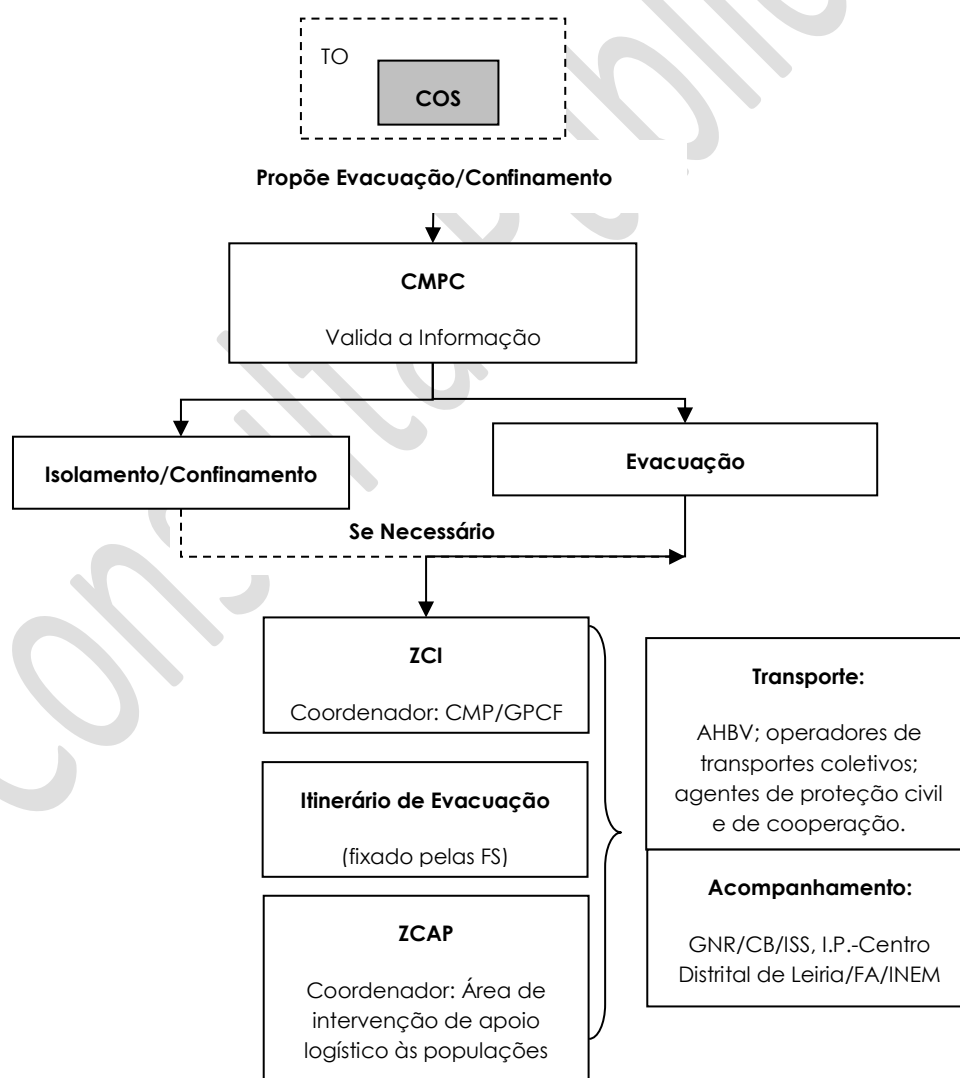 TO
COS
Propõe Evacuação/Confinamento
CMPC
Valida a Informação
Isolamento/Confinamento
Evacuação
Se Necessário
ZCI
Coordenador: CMP/GPCF
Itinerário de Evacuação
(fixado pelas FS)
ZCAP
Coordenador: Área de
intervenção de apoio
logístico às populações
Transporte:
AHBV; operadores de
transportes coletivos;
agentes de proteção civil
e de cooperação.
Acompanhamento:
GNR/CB/ISS, I.P.-Centro
Distrital de Leiria/FA/INEM